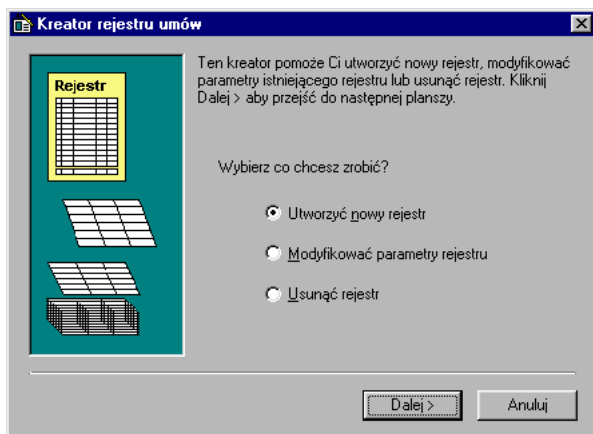 Kreator rejestru umów
Ten kreator pomoże Ci utworzyć nowy rejestr, modyfikować
parametry istniejącego rejestru lub usunąć rejestr. Kliknij
Dalej > aby przejść do następnej planszy.
Rejestr
Wybierz co chcesz zrobić?
Utworzyć nowy rejestr
Modyfikować parametry rejestru
Usunąć rejestr
Dalej >
Anuluj